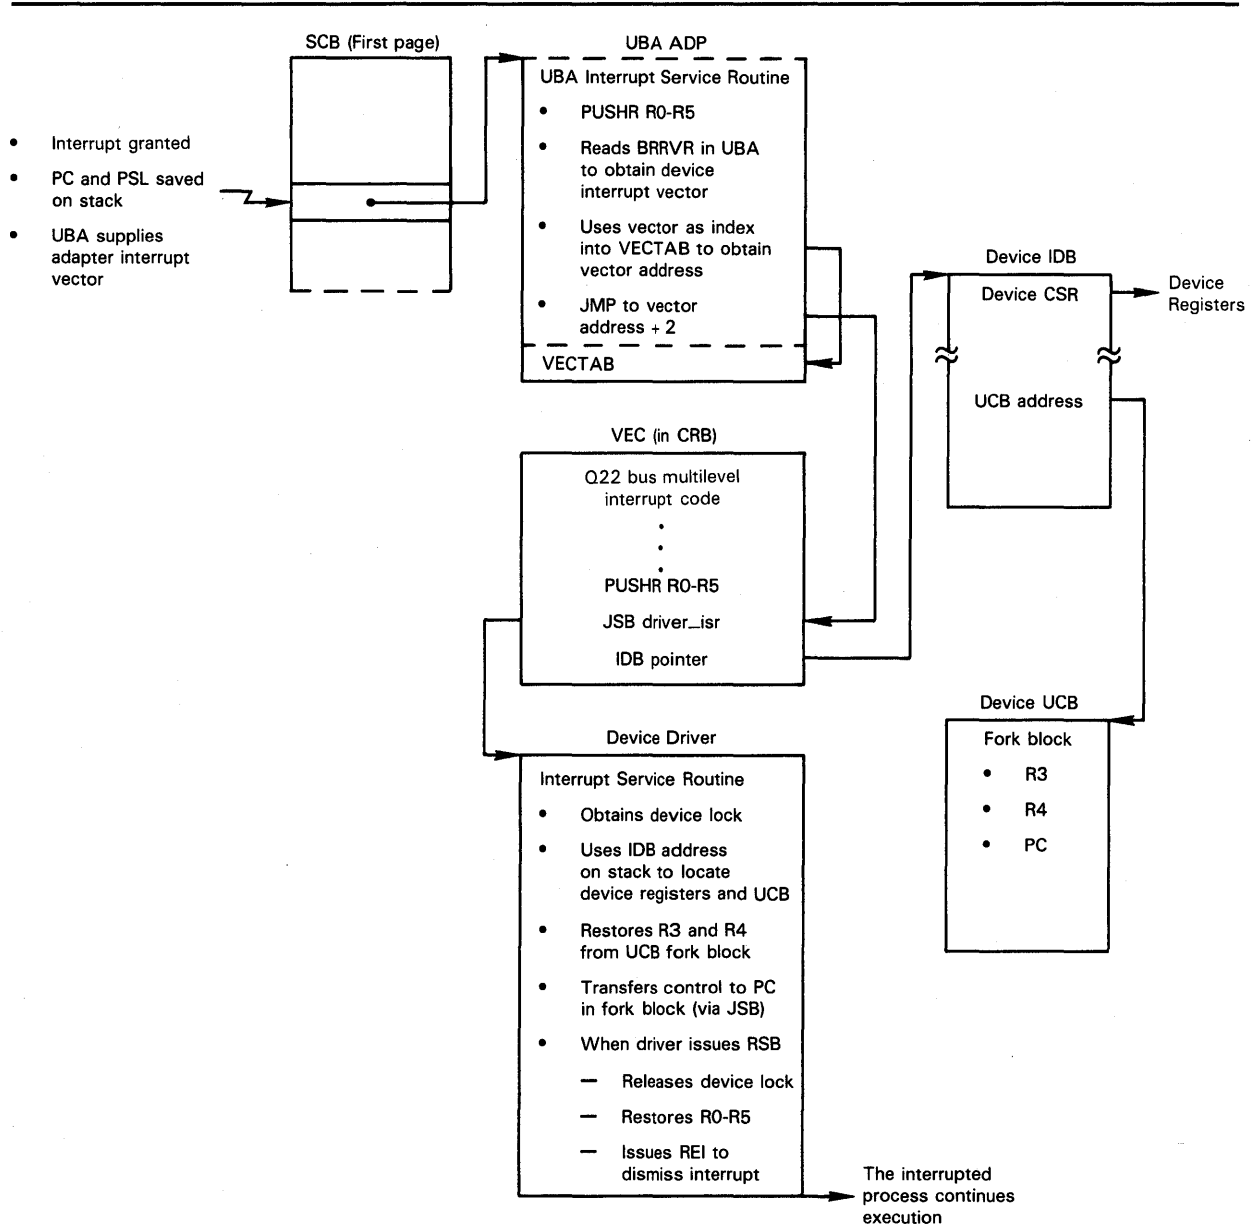 SCB (First page)
• Interrupt granted
• PC and PSL saved
on stack
• UBA supplies
adapter interrupt
vector
UBA ADP
UBA Interrupt Service Routine
• PUSHR R0-R5
• Reads BRRVR in UBA
to obtain device
interrupt vector
• Uses vector as index
into VECTAB to obtain
vector address
• JMP to vector
address + 2
VECTAB
Device IDB
Device CSR
UCB address
Device
Registers
VEC (in CRB)
Q22 bus multilevel
interrupt code
•
•
•
PUSHR R0-R5
JSB driver_isr
IDB pointer
Device UCB
Fork block
• R3
• R4
• PC
Device Driver
Interrupt Service Routine
• Obtains device lock
• Uses IDB address
on stack to locate
device registers and UCB
• Restores R3 and R4
from UCB fork block
• Transfers control to PC
in fork block (via JSB)
• When driver issues RSB
— Releases device lock
— Restores R0-R5
— Issues REI to
dismiss interrupt
The interrupted
process continues
execution